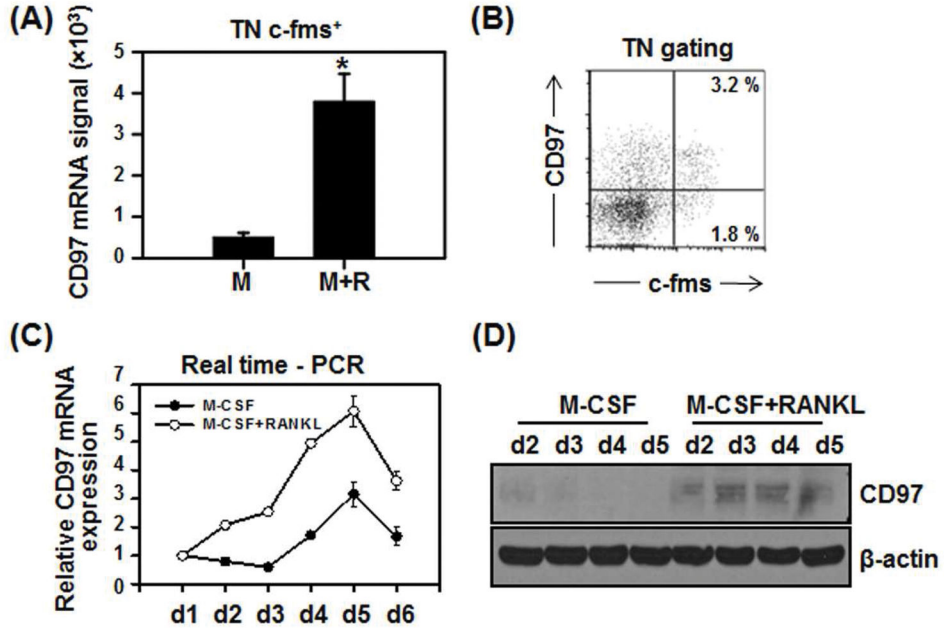 (A)
TN c-fms+
CD97 mRNA signal (×10³)
5
4
3
2
1
0
*
M
M+R
(B)
TN gating
3.2 %
1.8 %
CD97
c-fms
(C)
Real time - PCR
Relative CD97 mRNA
expression
7
6
5
4
3
2
1
0
M-CSF
M-CSF+RANKL
d1 d2 d3 d4 d5 d6
(D)
M-CSF M-CSF+RANKL
d2 d3 d4 d5 d2 d3 d4 d5
CD97
β-actin